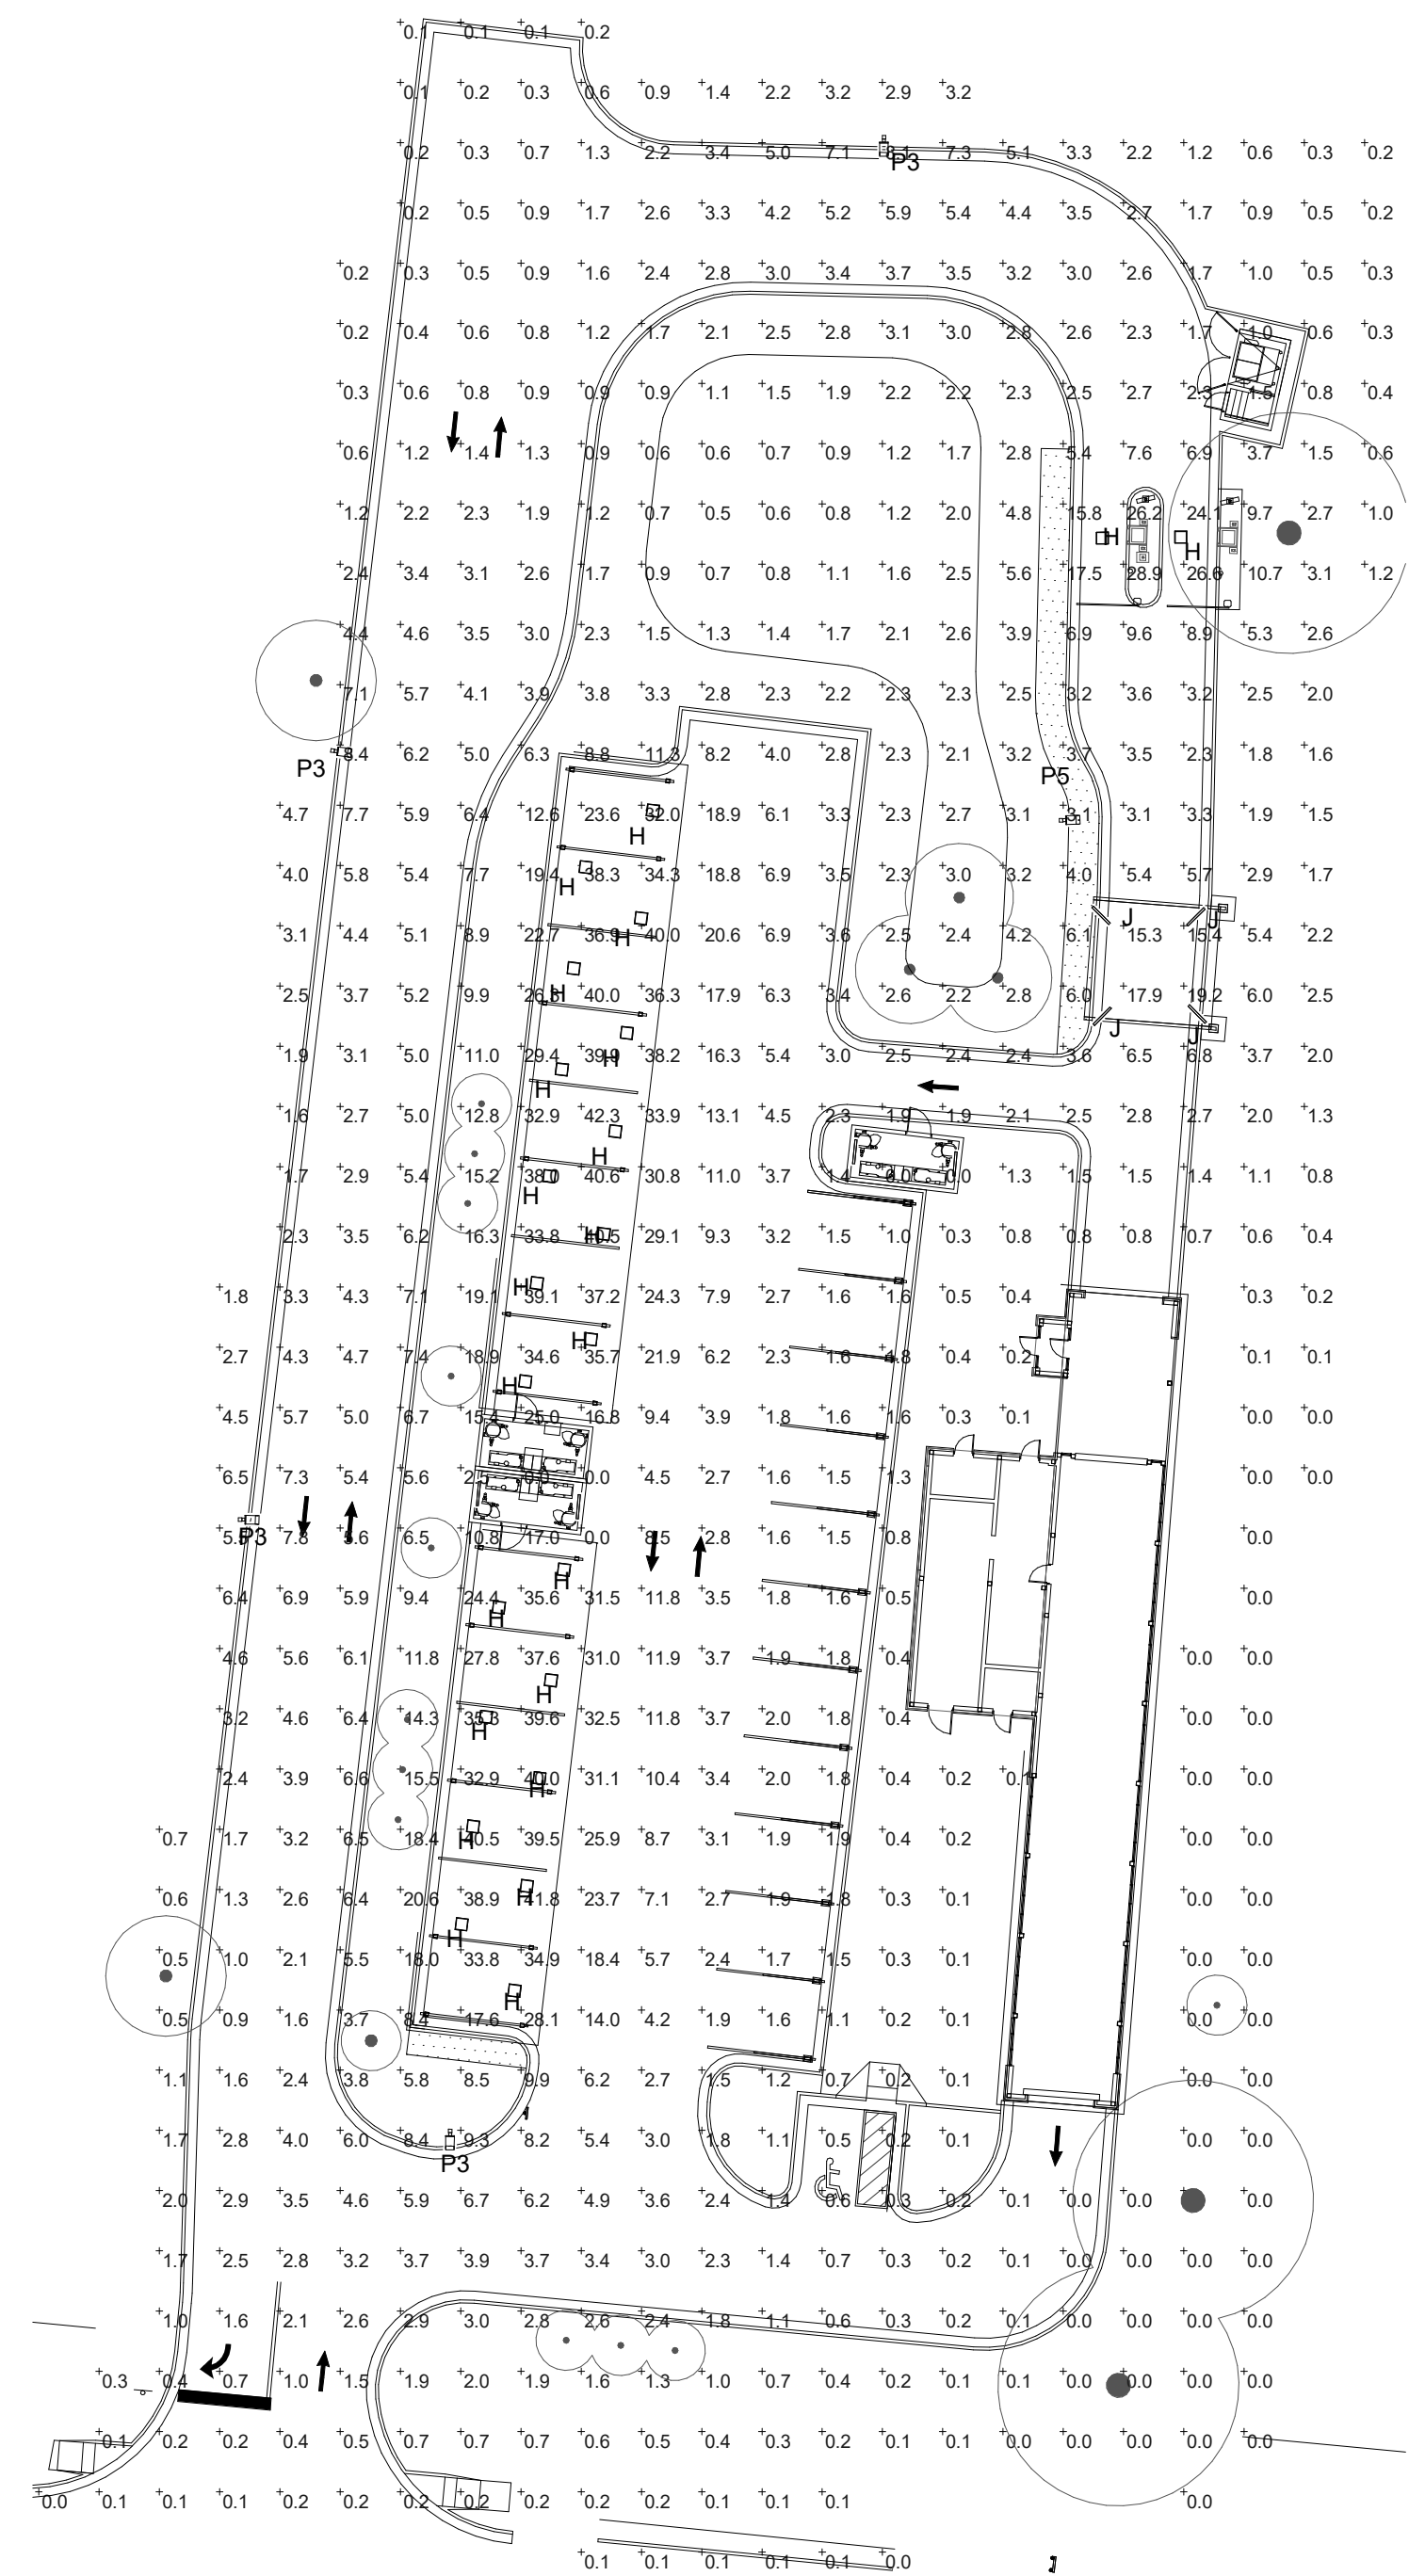 +0.1 +0.1 +0.1 +0.2
+0.1 +0.2 +0.3 +0.6 +0.9 +1.4 +2.2 +3.2 +2.9 +3.2
+0.2 +0.3 +0.7 +1.3 +2.2 +3.4 +5.0 +7.1 +8.1 +7.3 +5.1 +3.3 +2.2 +1.2 +0.6 +0.3 +0.2
P3
+0.2 +0.5 +0.9 +1.7 +2.6 +3.3 +4.2 +5.2 +5.9 +5.4 +4.4 +3.5 +2.7 +1.7 +0.9 +0.5 +0.2
+0.2 +0.3 +0.5 +0.9 +1.6 +2.4 +2.8 +3.0 +3.4 +3.7 +3.5 +3.2 +3.0 +2.6 +1.7 +1.0 +0.5 +0.3
+0.2 +0.4 +0.6 +0.8 +1.2 +1.7 +2.1 +2.5 +2.8 +3.1 +3.0 +2.8 +2.6 +2.3 +1.7 +1.0 +0.6 +0.3
+0.3 +0.6 +0.8 +0.9 +0.9 +0.9 +1.1 +1.5 +1.9 +2.2 +2.2 +2.3 +2.5 +2.7 +2.3 +1.5 +0.8 +0.4
+0.6 +1.2 +1.4 +1.3 +0.9 +0.6 +0.6 +0.7 +0.9 +1.2 +1.7 +2.8 +5.4 +7.6 +6.9 +3.7 +1.5 +0.6
+1.2 +2.2 +2.3 +1.9 +1.2 +0.7 +0.5 +0.6 +0.8 +1.2 +2.0 +4.8 +15.8 +26.2 +24.1 +9.7 +2.7 +1.0
H H
+2.4 +3.4 +3.1 +2.6 +1.7 +0.9 +0.7 +0.8 +1.1 +1.6 +2.5 +5.6 +17.5 +28.9 +26.6 +10.7 +3.1 +1.2
+4.4 +4.6 +3.5 +3.0 +2.3 +1.5 +1.3 +1.4 +1.7 +2.1 +2.6 +3.9 +6.9 +9.6 +8.9 +5.3 +2.6
+7.1 +5.7 +4.1 +3.9 +3.8 +3.3 +2.8 +2.3 +2.2 +2.3 +2.3 +2.5 +3.2 +3.6 +3.2 +2.5 +2.0
+8.4 +6.2 +5.0 +6.3 +8.8 +11.3 +8.2 +4.0 +2.8 +2.3 +2.1 +3.2 +3.7 +3.5 +2.3 +1.8 +1.6
P3 P5
+4.7 +7.7 +5.9 +6.4 +12.6 +23.6 +32.0 +18.9 +6.1 +3.3 +2.3 +2.7 +3.1 +3.1 +3.1 +3.3 +1.9 +1.5
H
+4.0 +5.8 +5.4 +7.7 +19.4 +38.3 +34.3 +18.8 +6.9 +3.5 +2.3 +3.0 +3.2 +4.0 +5.4 +5.7 +2.9 +1.7
H J J
+3.1 +4.4 +5.1 +8.9 +22.7 +36.9 +40.0 +20.6 +6.9 +3.6 +2.5 +2.4 +4.2 +6.1 +15.3 +15.4 +5.4 +2.2
H
+2.5 +3.7 +5.2 +9.9 +26.3 +40.0 +36.3 +17.9 +6.3 +3.4 +2.6 +2.2 +2.8 +6.0 +17.9 +19.2 +6.0 +2.5
H J J
+1.9 +3.1 +5.0 +11.0 +29.4 +39.9 +38.2 +16.3 +5.4 +3.0 +2.5 +2.4 +2.4 +3.6 +6.5 +6.8 +3.7 +2.0
H H
+1.6 +2.7 +5.0 +12.8 +32.9 +42.3 +33.9 +13.1 +4.5 +2.3 +1.9 +1.9 +2.1 +2.5 +2.8 +2.7 +2.0 +1.3
H
+1.7 +2.9 +5.4 +15.2 +38.0 +40.6 +30.8 +11.0 +3.7 +1.4 +0.0 +0.0 +1.3 +1.5 +1.5 +1.4 +1.1 +0.8
H
+2.3 +3.5 +6.2 +16.3 +33.8 +40.5 +29.1 +9.3 +3.2 +1.5 +1.0 +0.3 +0.8 +0.8 +0.8 +0.7 +0.6 +0.4
H
+1.8 +3.3 +4.3 +7.1 +19.1 +39.1 +37.2 +24.3 +7.9 +2.7 +1.6 +1.6 +0.5 +0.4 +0.3 +0.2
H H
+2.7 +4.3 +4.7 +7.4 +18.9 +34.6 +35.7 +21.9 +6.2 +2.3 +1.6 +1.8 +0.4 +0.2 +0.1 +0.1
H
+4.5 +5.7 +5.0 +6.7 +15.4 +25.0 +16.8 +9.4 +3.9 +1.8 +1.6 +1.6 +0.3 +0.1 +0.0 +0.0
+6.5 +7.3 +5.4 +5.6 +0.0 +0.0 +4.5 +2.7 +1.6 +1.5 +1.3 +0.0 +0.0
+7.8 +5.6 +6.5 +10.8 +17.0 +0.0 +8.5 +2.8 +1.6 +1.5 +0.8 +0.0
P3 H
+6.4 +6.9 +5.9 +9.4 +24.4 +35.6 +31.5 +11.8 +3.5 +1.8 +1.6 +0.5 +0.0
H
+4.6 +5.6 +6.1 +11.8 +27.8 +37.6 +31.0 +11.9 +3.7 +1.9 +1.8 +0.4 +0.0 +0.0
H
+3.2 +4.6 +6.4 +14.3 +35.3 +39.6 +32.5 +11.8 +3.7 +2.0 +1.8 +0.4 +0.0 +0.0
H
+2.4 +3.9 +6.6 +15.5 +32.9 +31.1 +10.4 +3.4 +2.0 +1.8 +0.4 +0.2 +0.1 +0.0 +0.0
H
+0.7 +1.7 +3.2 +6.5 +18.4 +40.5 +39.5 +25.9 +8.7 +3.1 +1.9 +1.9 +0.4 +0.2 +0.0 +0.0
H
+0.6 +1.3 +2.6 +6.4 +20.6 +38.9 +41.8 +23.7 +7.1 +2.7 +1.9 +1.8 +0.3 +0.1 +0.0 +0.0
H H
+0.5 +1.0 +2.1 +5.5 +18.0 +33.8 +34.9 +18.4 +5.7 +2.4 +1.7 +1.5 +0.3 +0.1 +0.0 +0.0
H
+0.5 +0.9 +1.6 +3.7 +8.4 +17.6 +28.1 +14.0 +4.2 +1.9 +1.6 +1.1 +0.2 +0.1 +0.0 +0.0
+1.1 +1.6 +2.4 +3.8 +5.8 +8.5 +9.9 +6.2 +2.7 +1.5 +1.2 +0.7 +0.2 +0.1 +0.0 +0.0
+1.7 +2.8 +4.0 +6.0 +8.4 +9.3 +8.2 +5.4 +3.0 +1.8 +1.1 +0.5 +0.2 +0.1 +0.0 +0.0
P3
+2.0 +2.9 +3.5 +4.6 +5.9 +6.7 +6.2 +4.9 +3.6 +2.4 +1.4 +0.6 +0.3 +0.2 +0.1 +0.0 +0.0 +0.0
+1.7 +2.5 +2.8 +3.2 +3.7 +3.9 +3.7 +3.4 +3.0 +2.3 +1.4 +0.7 +0.3 +0.2 +0.1 +0.0 +0.0 +0.0 +0.0
+1.0 +1.6 +2.1 +2.6 +2.9 +3.0 +2.8 +2.6 +2.4 +1.8 +1.1 +0.6 +0.3 +0.2 +0.1 +0.0 +0.0 +0.0 +0.0
+0.3 +0.4 +0.7 +1.0 +1.5 +1.9 +2.0 +1.9 +1.6 +1.3 +1.0 +0.7 +0.4 +0.2 +0.1 +0.1 +0.0 +0.0 +0.0 +0.0
+0.1 +0.2 +0.2 +0.4 +0.5 +0.7 +0.7 +0.7 +0.6 +0.5 +0.4 +0.3 +0.2 +0.1 +0.1 +0.0 +0.0 +0.0 +0.0 +0.0
+0.0 +0.1 +0.1 +0.1 +0.2 +0.2 +0.2 +0.2 +0.2 +0.2 +0.2 +0.1 +0.1 +0.1 +0.0
+0.1 +0.1 +0.1 +0.1 +0.1 +0.0